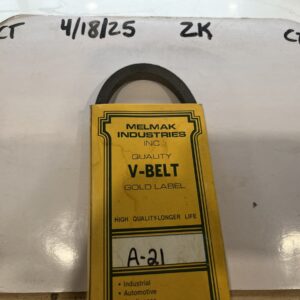 CT 4/18/25 ZK CT
MELMAK
INDUSTRIES
INC.
QUALITY
V-BELT
GOLD LABEL
HIGH QUALITY-LONGER LIFE
A-21
• Industrial
• Automotive